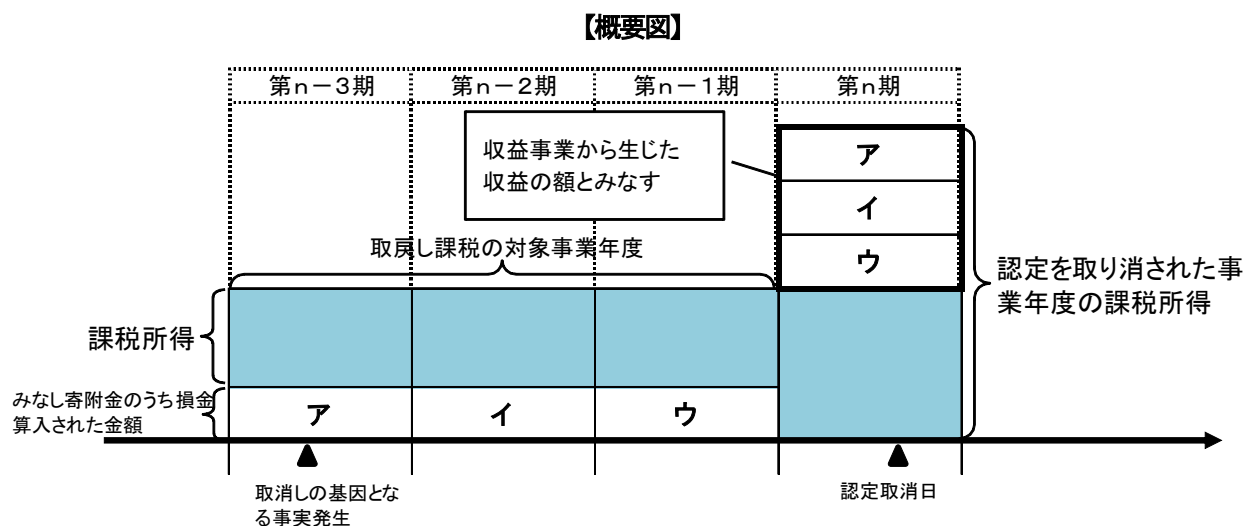 【概要図】
第n－3期
第n－2期
第n－1期
第n期
収益事業から生じた
収益の額とみなす
ア
イ
ウ
取戻し課税の対象事業年度
認定を取り消された事
業年度の課税所得
課税所得
みなし寄附金のうち損金
算入された金額
ア
イ
ウ
取消しの基因とな
る事実発生
認定取消日